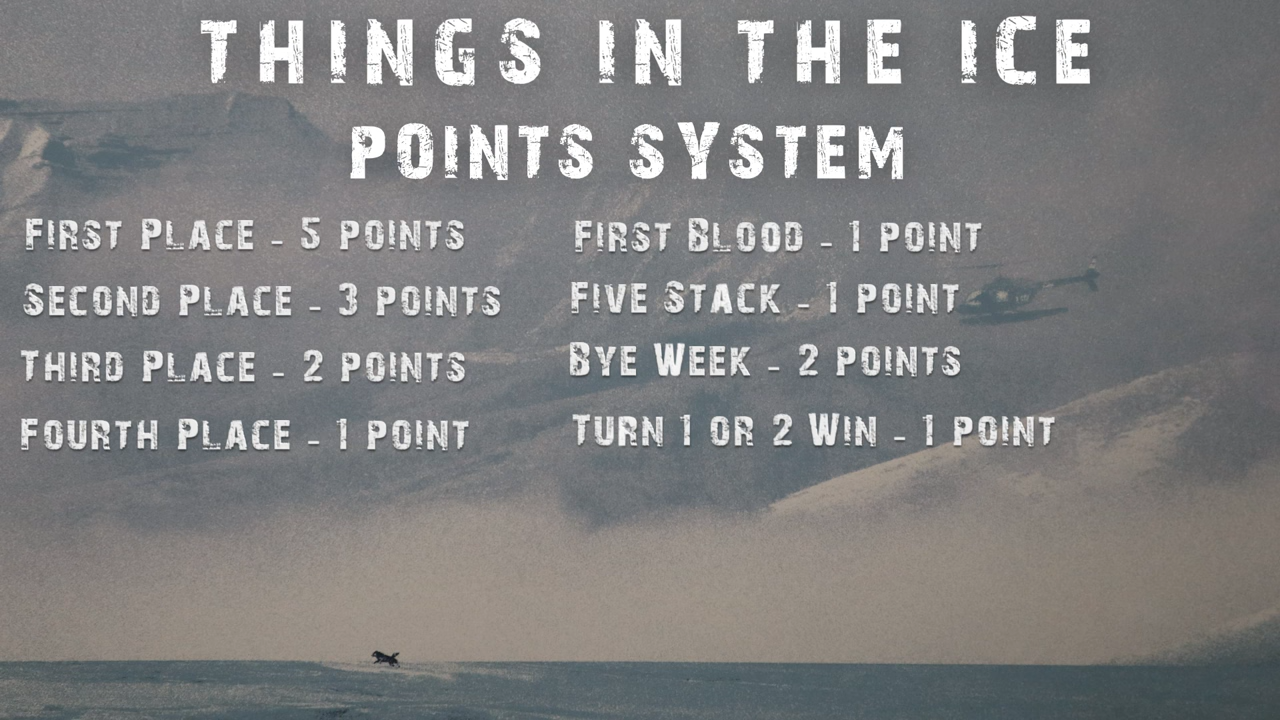 THINGS IN THE ICE
POINTS SYSTEM
FIRST PLACE - 5 POINTS
SECOND PLACE - 3 POINTS
THIRD PLACE - 2 POINTS
FOURTH PLACE - 1 POINT
FIRST BLOOD - 1 POINT
FIVE STACK - 1 POINT
BYE WEEK - 2 POINTS
TURN 1 OR 2 WIN - 1 POINT